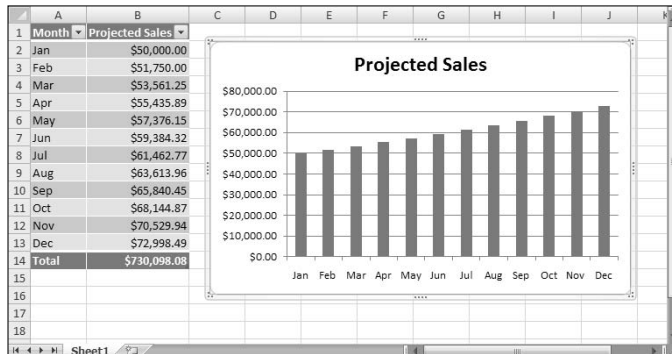 A B C D E F G H I J K
1 Month Projected Sales
2 Jan $50,000.00
3 Feb $51,750.00
4 Mar $53,561.25
5 Apr $55,435.89
6 May $57,376.15
7 Jun $59,384.32
8 Jul $61,462.77
9 Aug $63,613.96
10 Sep $65,840.45
11 Oct $68,144.87
12 Nov $70,529.94
13 Dec $72,998.49
14 Total $730,098.08
15
16
17
18
Projected Sales
$80,000.00
$70,000.00
$60,000.00
$50,000.00
$40,000.00
$30,000.00
$20,000.00
$10,000.00
$0.00
Jan Feb Mar Apr May Jun Jul Aug Sep Oct Nov Dec
Sheet1